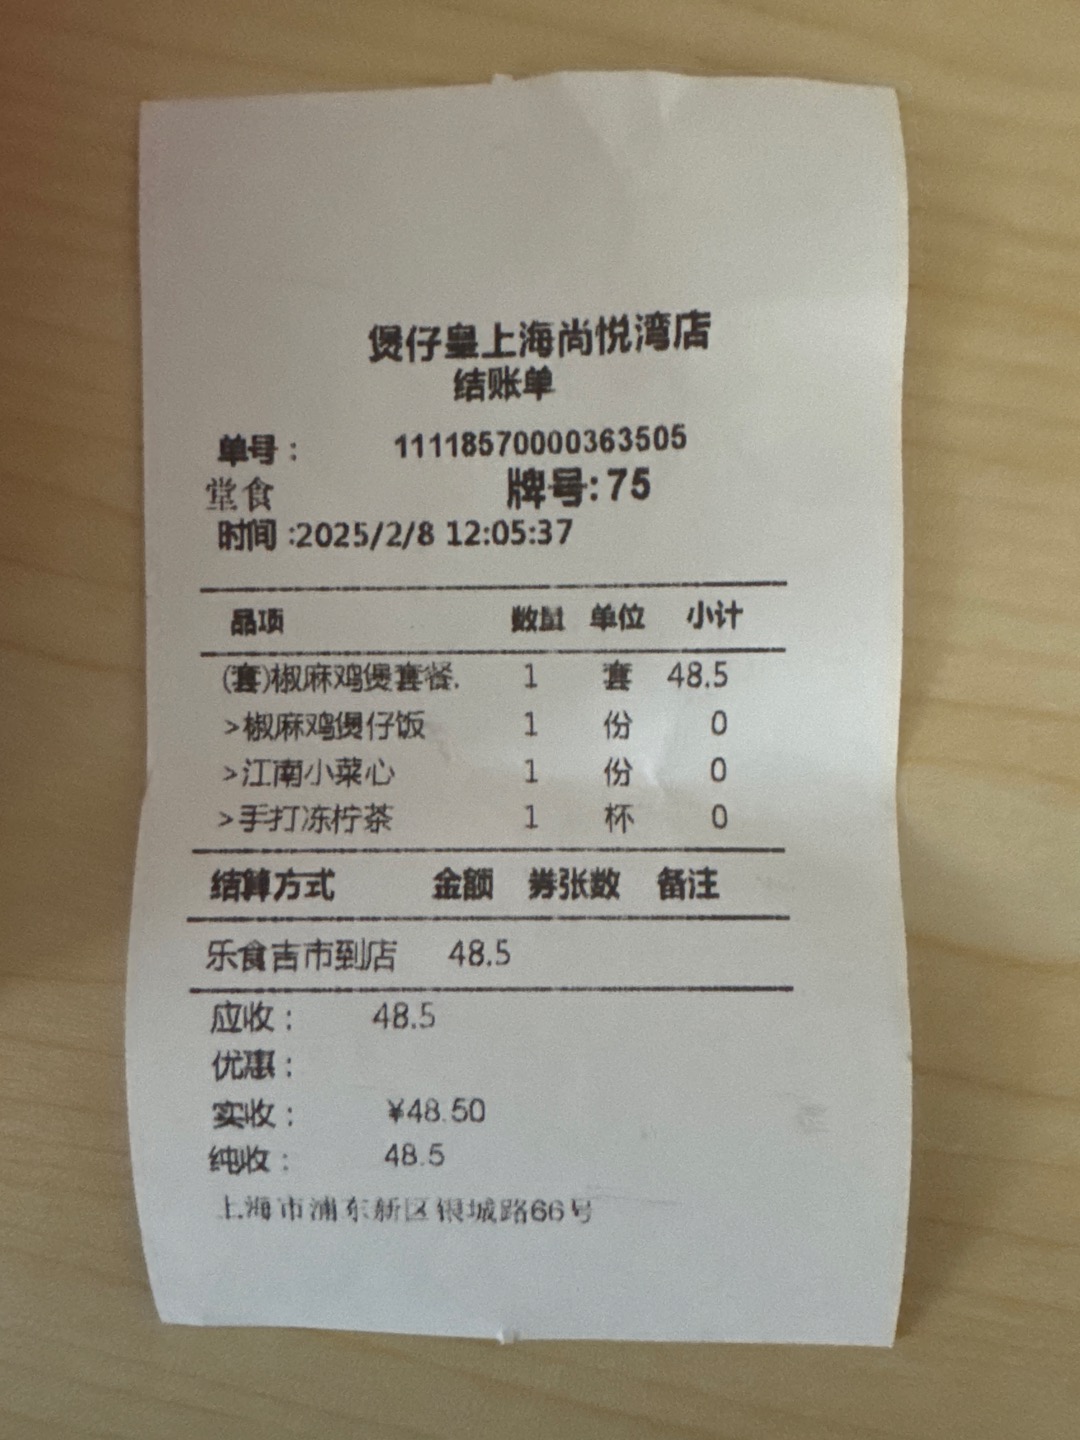 煲仔皇上海尚悦湾店
结账单
单号： 11118570000363505
堂食 牌号:75
时间:2025/2/8 12:05:37
品项 数量 单位 小计
(套)椒麻鸡煲套餐. 1 套 48.5
>椒麻鸡煲仔饭 1 份 0
>江南小菜心 1 份 0
>手打冻柠茶 1 杯 0
结算方式 金额 券张数 备注
乐食吉市到店 48.5
应收： 48.5
优惠：
实收： ¥48.50
纯收： 48.5
上海市浦东新区银城路66号